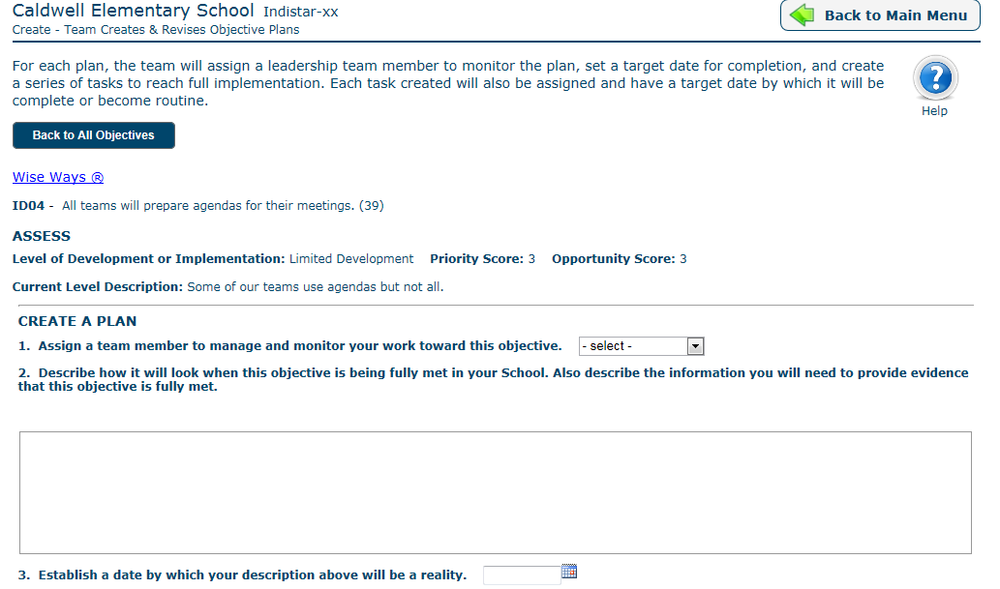 Caldwell Elementary School Indistar-xx
Back to Main Menu
Create - Team Creates & Revises Objective Plans
For each plan, the team will assign a leadership team member to monitor the plan, set a target date for completion, and create
a series of tasks to reach full implementation. Each task created will also be assigned and have a target date by which it will be
complete or become routine.
?
Help
Back to All Objectives
Wise Ways ®
ID04 - All teams will prepare agendas for their meetings. (39)
ASSESS
Level of Development or Implementation: Limited Development Priority Score: 3 Opportunity Score: 3
Current Level Description: Some of our teams use agendas but not all.
CREATE A PLAN
1. Assign a team member to manage and monitor your work toward this objective. - select -
2. Describe how it will look when this objective is being fully met in your School. Also describe the information you will need to provide evidence
that this objective is fully met.
3. Establish a date by which your description above will be a reality.